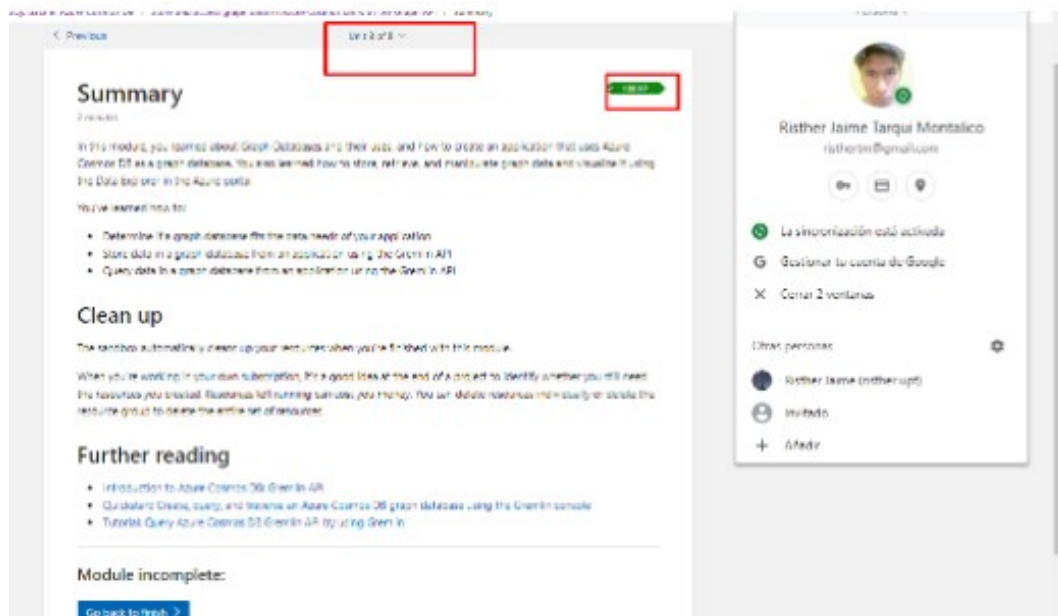 Previous
Summary
2 minutes
In this module, you learned about Graph Databases and their uses, and how to create an application that uses Azure
Cosmos DB as a graph database. You also learned how to store, retrieve, and manipulate graph data and visualize it using
the Data Explorer in the Azure portal.
You've learned how to:
Determine if a graph database fits the data needs of your application
Store data in a graph database from an application using the Gremlin API
Query data in a graph database from an application using the Gremlin API
Clean up
The sandbox automatically cleans up your resources when you're finished with this module.
When you're working in your own subscription, it's a good idea at the end of a project to identify whether you still need
the resources you created. Resources left running can cost you money. You can delete resources individually or delete the
resource group to delete the entire set of resources.
Further reading
Introduction to Azure Cosmos DB: Gremlin API
Quickstart: Create, query, and traverse an Azure Cosmos DB graph database using the Gremlin console
Tutorial: Query Azure Cosmos DB Gremlin API by using Gremlin
Module incomplete:
Go back to finish
Risther Jaime Tarqui Montalico
risthertm@gmail.com
La sincronización está activada
Gestionar tu cuenta de Google
Cerrar 2 ventanas
Otras personas
Risther Jaime (risther upt)
Invitado
Añadir